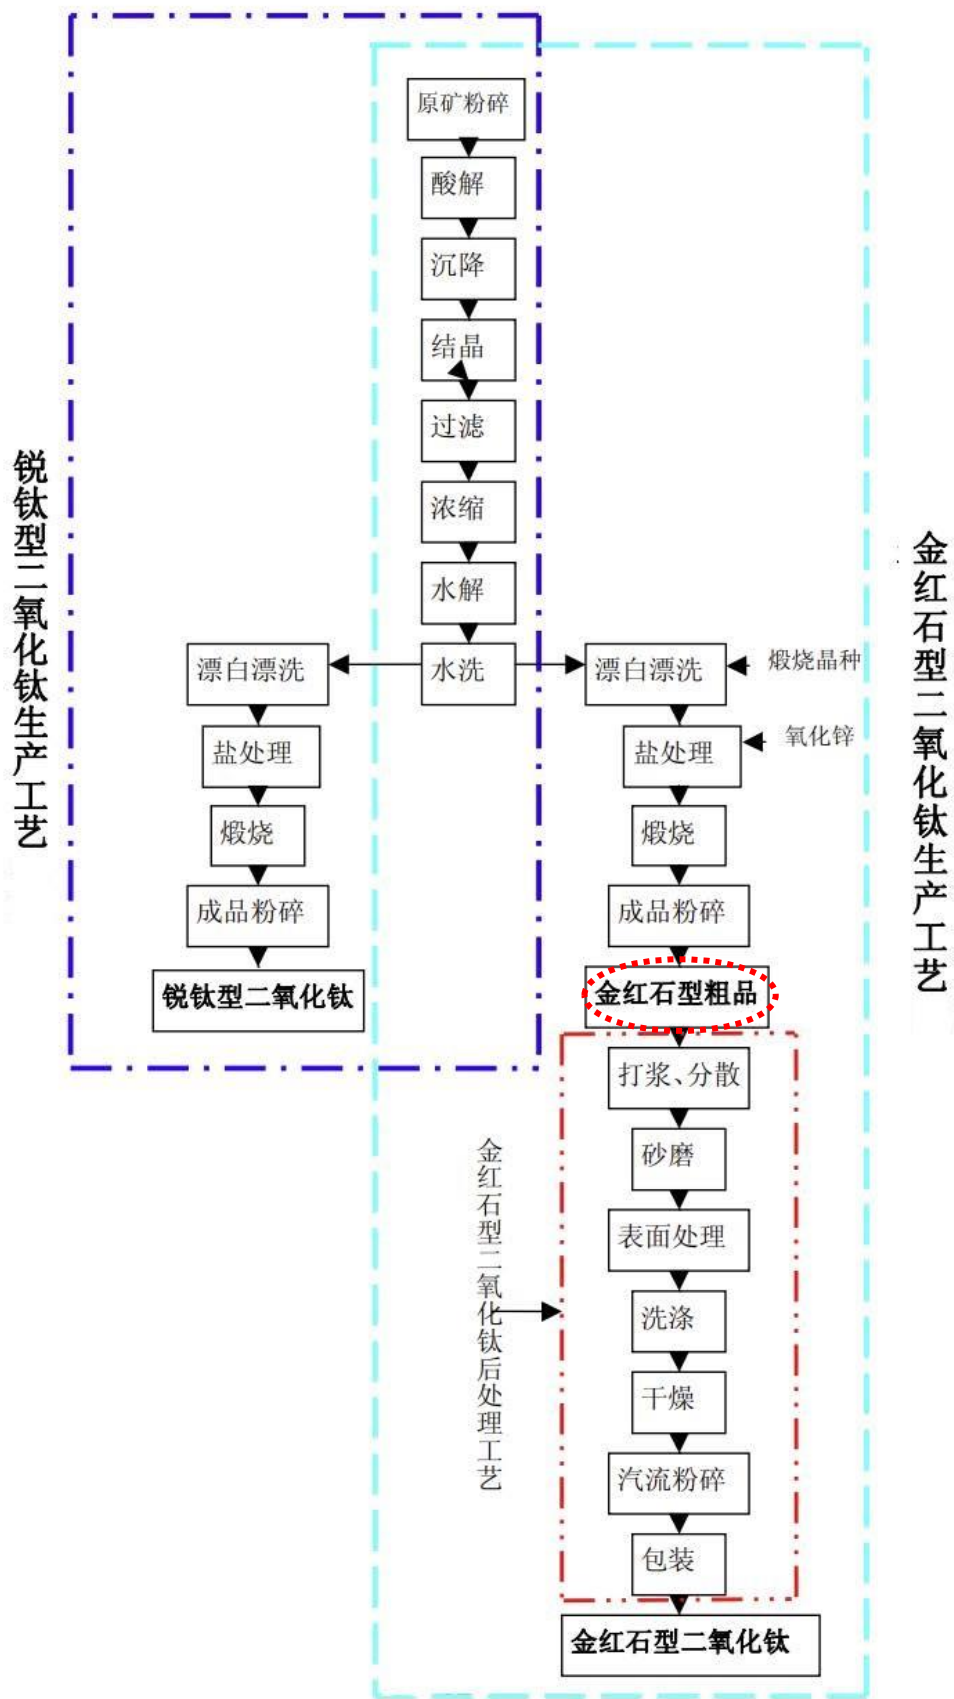 原矿粉碎
酸解
沉降
结晶
过滤
浓缩
水解
水洗
锐钛型二氧化钛生产工艺
漂白漂洗
盐处理
煅烧
成品粉碎
锐钛型二氧化钛
金红石型二氧化钛生产工艺
漂白漂洗
煅烧晶种
盐处理
氧化锌
煅烧
成品粉碎
金红石型粗品
金红石型二氧化钛后处理工艺
打浆、分散
砂磨
表面处理
洗涤
干燥
汽流粉碎
包装
金红石型二氧化钛